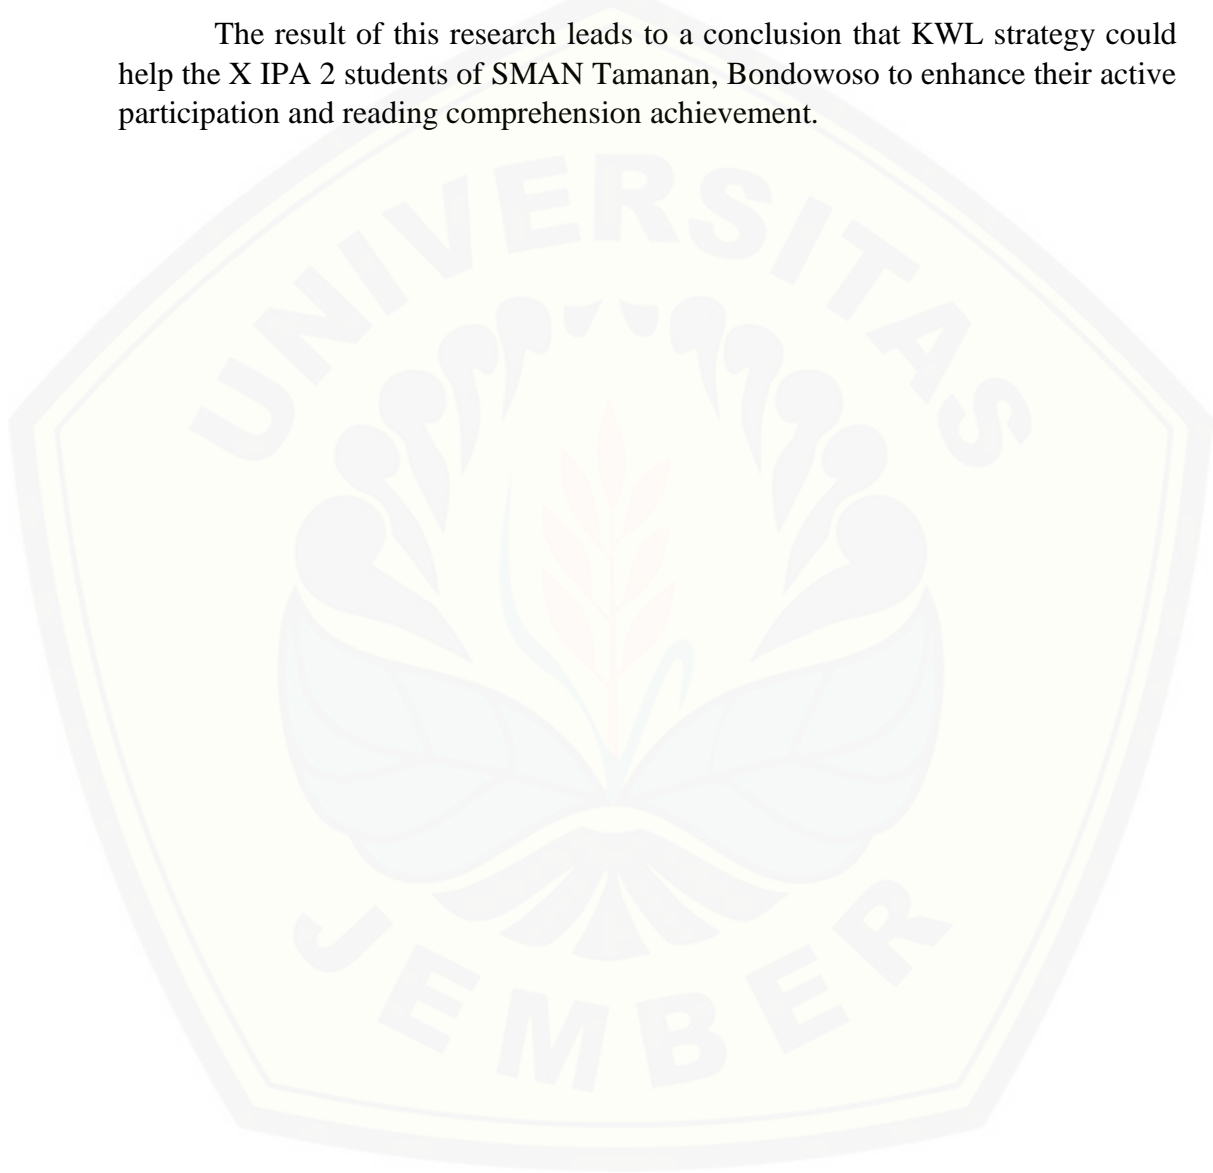 The result of this research leads to a conclusion that KWL strategy could
help the X IPA 2 students of SMAN Tamanan, Bondowoso to enhance their active
participation and reading comprehension achievement.
UNIVERSITAS
JEMBER